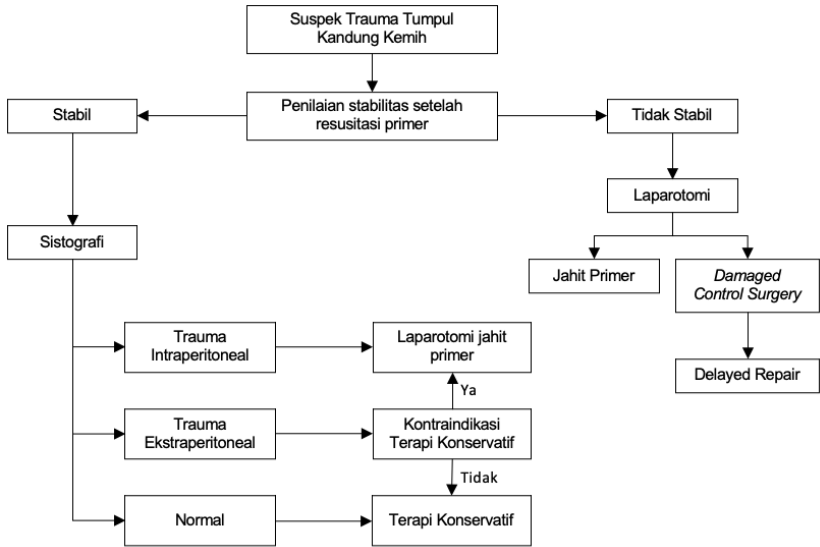 Suspek Trauma Tumpul
Kandung Kemih
Stabil
Penilaian stabilitas setelah
resusitasi primer
Tidak Stabil
Laparotomi
Sistografi
Jahit Primer
Damaged
Control Surgery
Trauma
Intraperitoneal
Laparotomi jahit
primer
Delayed Repair
Ya
Trauma
Ekstraperitoneal
Kontraindikasi
Terapi Konservatif
Tidak
Normal
Terapi Konservatif